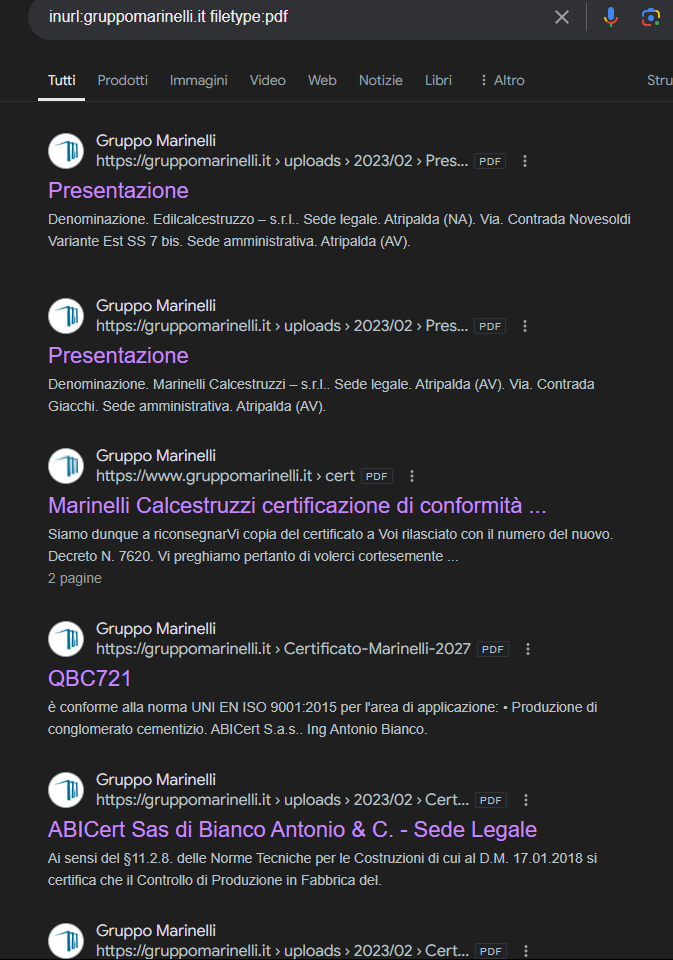 inurl:gruppomarinelli.it filetype:pdf
Tutti Prodotti Immagini Video Web Notizie Libri Altro Stru
Gruppo Marinelli
https://gruppomarinelli.it › uploads › 2023/02 › Pres... PDF
Presentazione
Denominazione. Edilcalcestruzzo – s.r.l.. Sede legale. Atripalda (NA). Via. Contrada Novesoldi
Variante Est SS 7 bis. Sede amministrativa. Atripalda (AV).
Gruppo Marinelli
https://gruppomarinelli.it › uploads › 2023/02 › Pres... PDF
Presentazione
Denominazione. Marinelli Calcestruzzi – s.r.l.. Sede legale. Atripalda (AV). Via. Contrada
Giacchi. Sede amministrativa. Atripalda (AV).
Gruppo Marinelli
https://www.gruppomarinelli.it › cert PDF
Marinelli Calcestruzzi certificazione di conformità ...
Siamo dunque a riconsegnarVi copia del certificato a Voi rilasciato con il numero del nuovo.
Decreto N. 7620. Vi preghiamo pertanto di volerci cortesemente ...
2 pagine
Gruppo Marinelli
https://gruppomarinelli.it › Certificato-Marinelli-2027 PDF
QBC721
è conforme alla norma UNI EN ISO 9001:2015 per l'area di applicazione: • Produzione di
conglomerato cementizio. ABICert S.a.s.. Ing Antonio Bianco.
Gruppo Marinelli
https://gruppomarinelli.it › uploads › 2023/02 › Cert... PDF
ABICert Sas di Bianco Antonio & C. - Sede Legale
Ai sensi del §11.2.8. delle Norme Tecniche per le Costruzioni di cui al D.M. 17.01.2018 si
certifica che il Controllo di Produzione in Fabbrica del.
Gruppo Marinelli
https://gruppomarinelli.it › uploads › 2023/02 › Cert... PDF